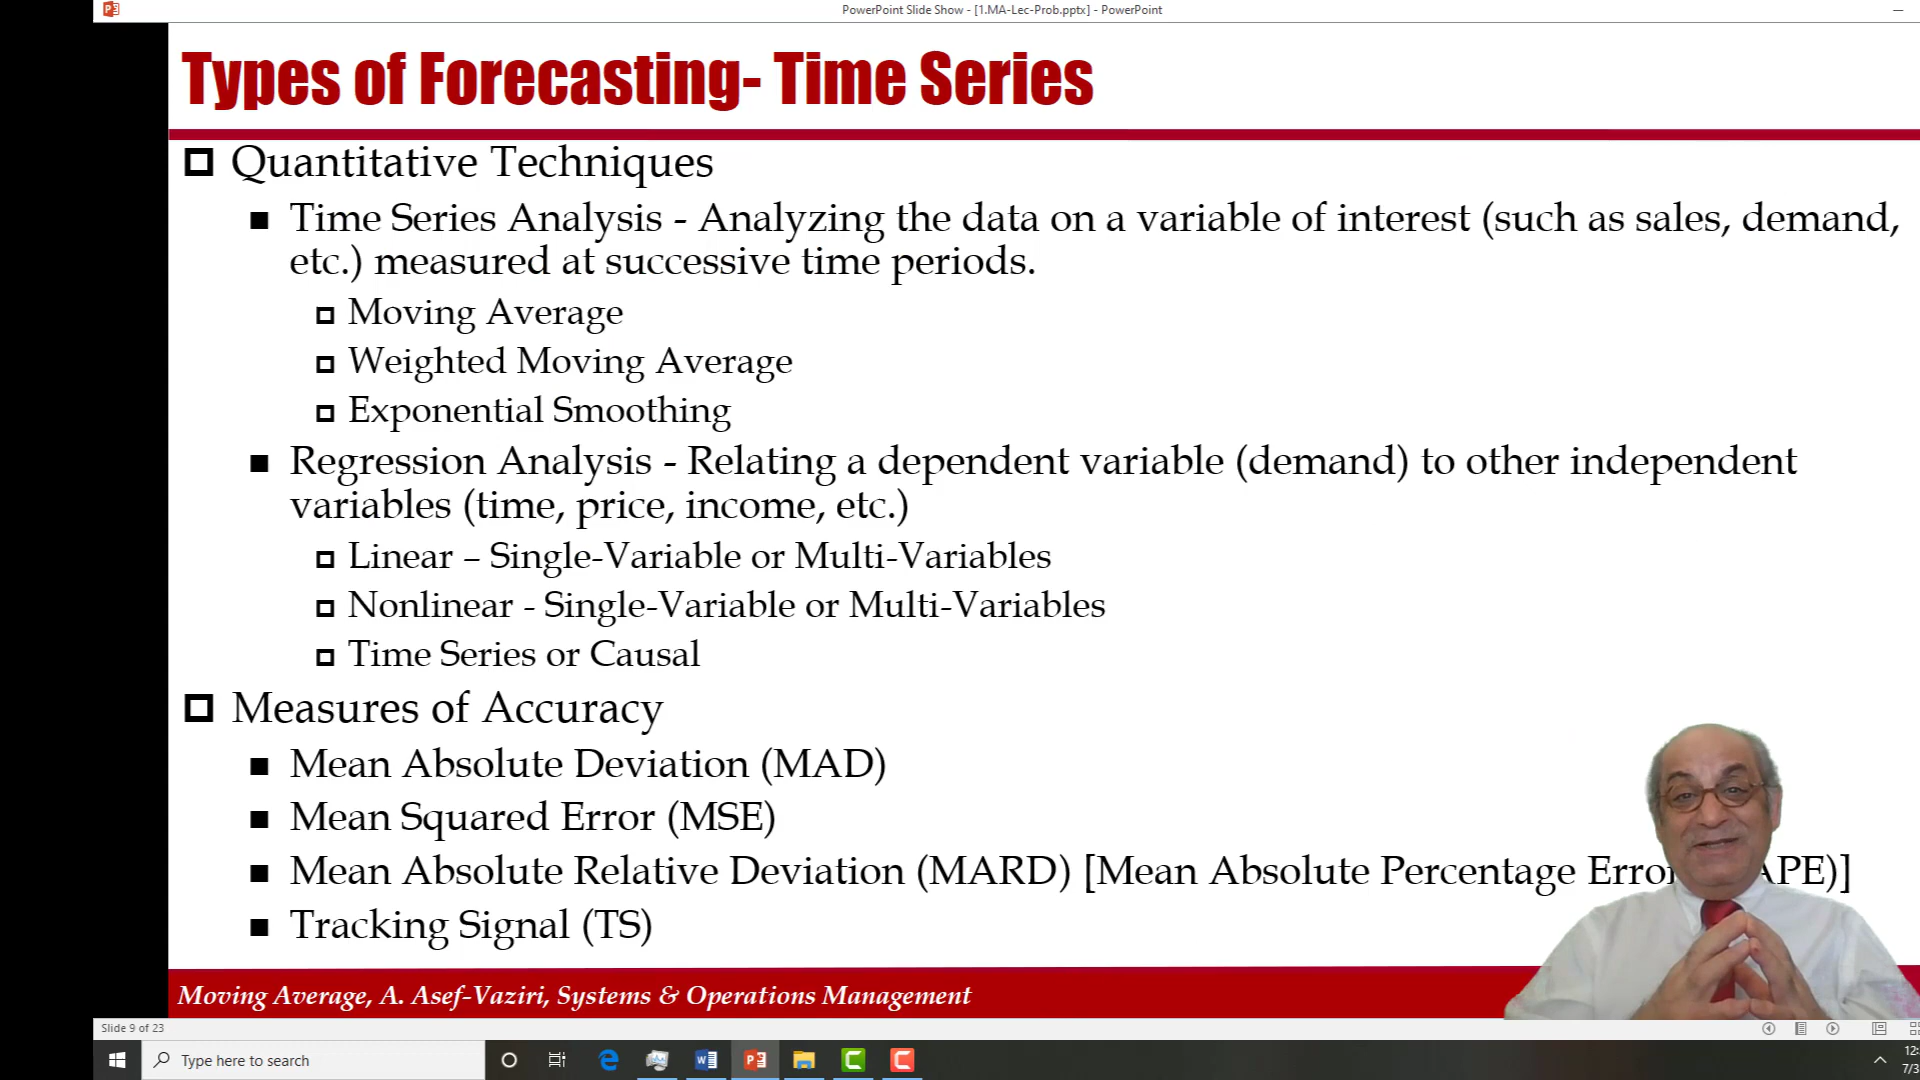 PowerPoint Slide Show - [1.MA-Lec-Prob.pptx] - PowerPoint
Types of Forecasting- Time Series
Quantitative Techniques
Time Series Analysis - Analyzing the data on a variable of interest (such as sales, demand,
etc.) measured at successive time periods.
Moving Average
Weighted Moving Average
Exponential Smoothing
Regression Analysis - Relating a dependent variable (demand) to other independent
variables (time, price, income, etc.)
Linear – Single-Variable or Multi-Variables
Nonlinear - Single-Variable or Multi-Variables
Time Series or Causal
Measures of Accuracy
Mean Absolute Deviation (MAD)
Mean Squared Error (MSE)
Mean Absolute Relative Deviation (MARD) [Mean Absolute Percentage Error APE)]
Tracking Signal (TS)
Moving Average, A. Asef-Vaziri, Systems & Operations Management
Slide 9 of 23
Type here to search